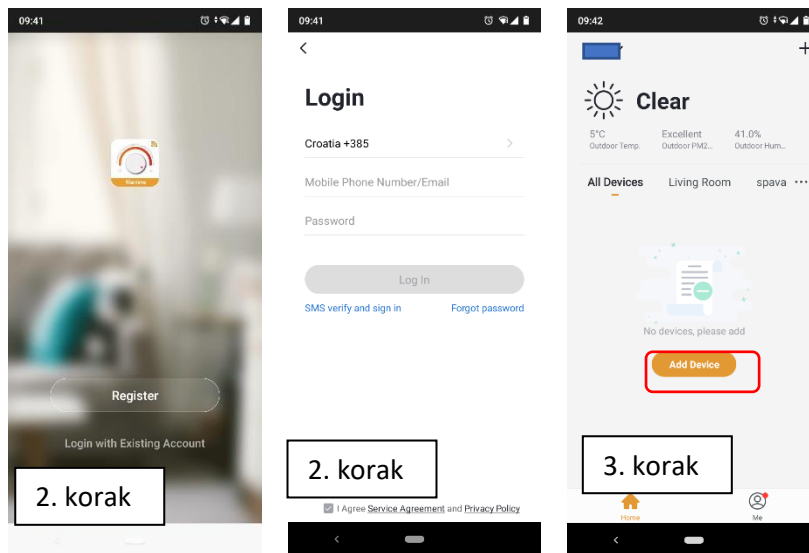 09:41
Register
Login with Existing Account
2. korak
09:41
Login
Croatia +385
Mobile Phone Number/Email
Password
Log In
SMS verify and sign in Forgot password
2. korak
I Agree Service Agreement and Privacy Policy
09:42
Clear
5°C Excellent 41.0%
Outdoor Temp. Outdoor PM2... Outdoor Hum...
All Devices Living Room spava ···
No devices, please add
Add Device
3. korak
Home Me